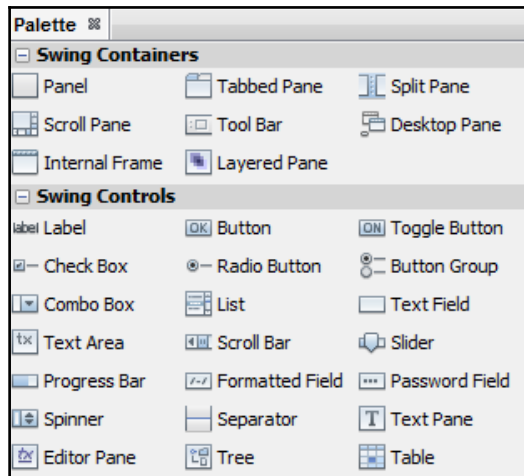 Palette
Swing Containers
Panel Tabbed Pane Split Pane
Scroll Pane Tool Bar Desktop Pane
Internal Frame Layered Pane
Swing Controls
label Label OK Button ON Toggle Button
Check Box Radio Button Button Group
Combo Box List Text Field
tx Text Area Scroll Bar Slider
Progress Bar Formatted Field Password Field
Spinner Separator T Text Pane
tx Editor Pane Tree Table